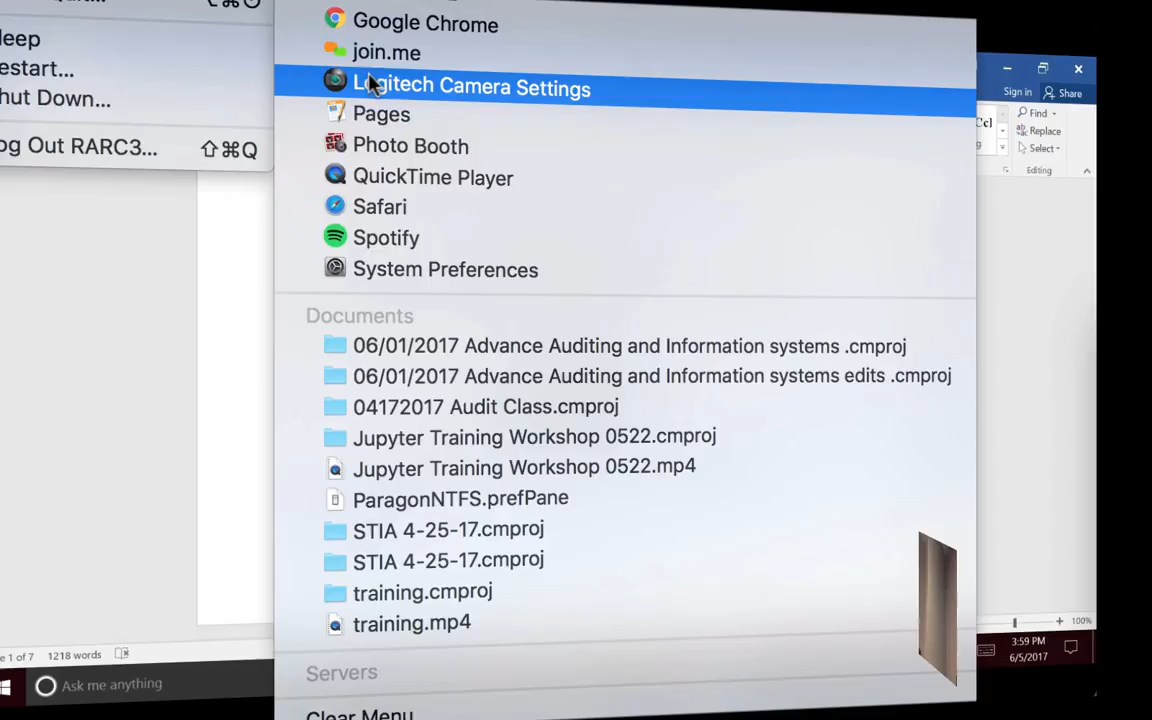 Google Chrome
join.me
Logitech Camera Settings
Pages
Photo Booth
QuickTime Player
Safari
Spotify
System Preferences
Documents
06/01/2017 Advance Auditing and Information systems .cmproj
06/01/2017 Advance Auditing and Information systems edits .cmproj
04172017 Audit Class.cmproj
Jupyter Training Workshop 0522.cmproj
Jupyter Training Workshop 0522.mp4
ParagonNTFS.prefPane
STIA 4-25-17.cmproj
STIA 4-25-17.cmproj
training.cmproj
training.mp4
Servers
Clear Menu
leep
estart...
hut Down...
og Out RARC3... ⇧⌘Q
Sign in Share
Find
Replace
Select
Editing
e 1 of 7 1218 words
Ask me anything
100%
3:59 PM
6/5/2017